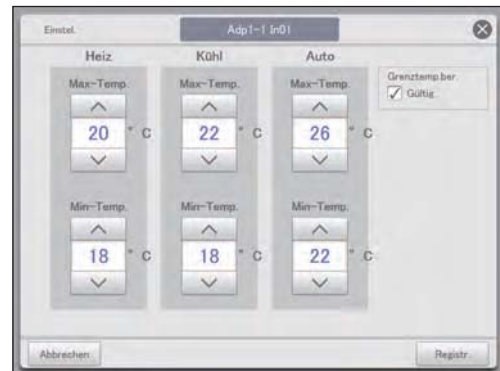 Einstel.
Adp1-1 In01
Heiz
Kühl
Auto
Max-Temp.
Max-Temp.
Max-Temp.
Grenztemp.ber.
Gültig
20 ° C
22 ° C
26 ° C
Min-Temp.
Min-Temp.
Min-Temp.
18 ° C
18 ° C
22 ° C
Abbrechen
Registr.